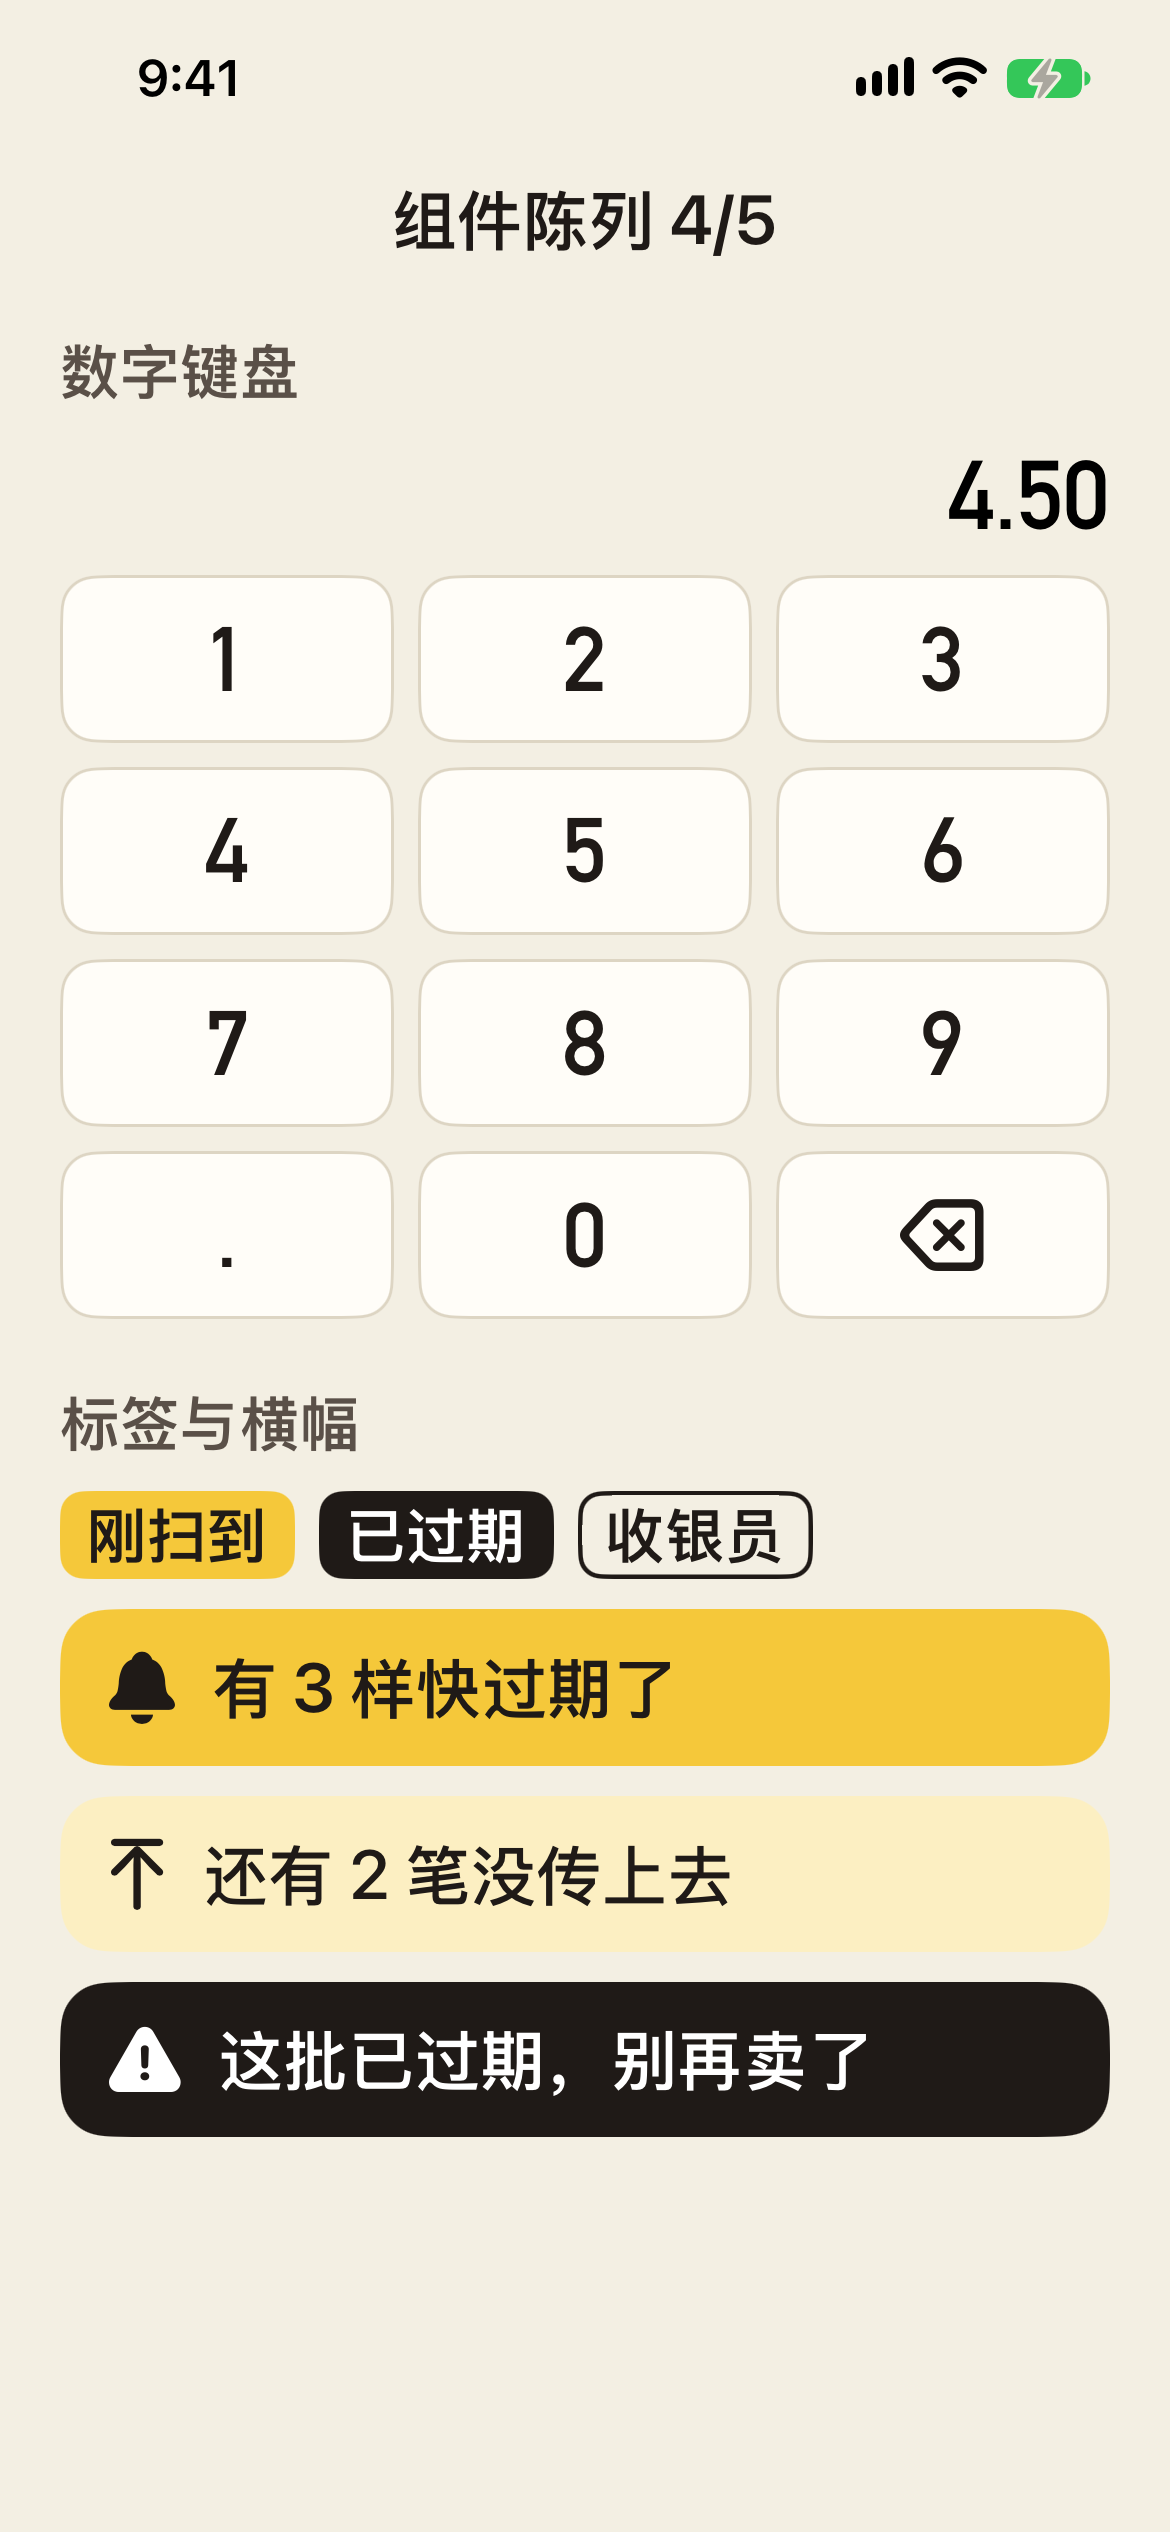 9:41
组件陈列 4/5
数字键盘
4.50
1 2 3
4 5 6
7 8 9
. 0
标签与横幅
刚扫到 已过期 收银员
有 3 样快过期了
还有 2 笔没传上去
这批已过期，别再卖了